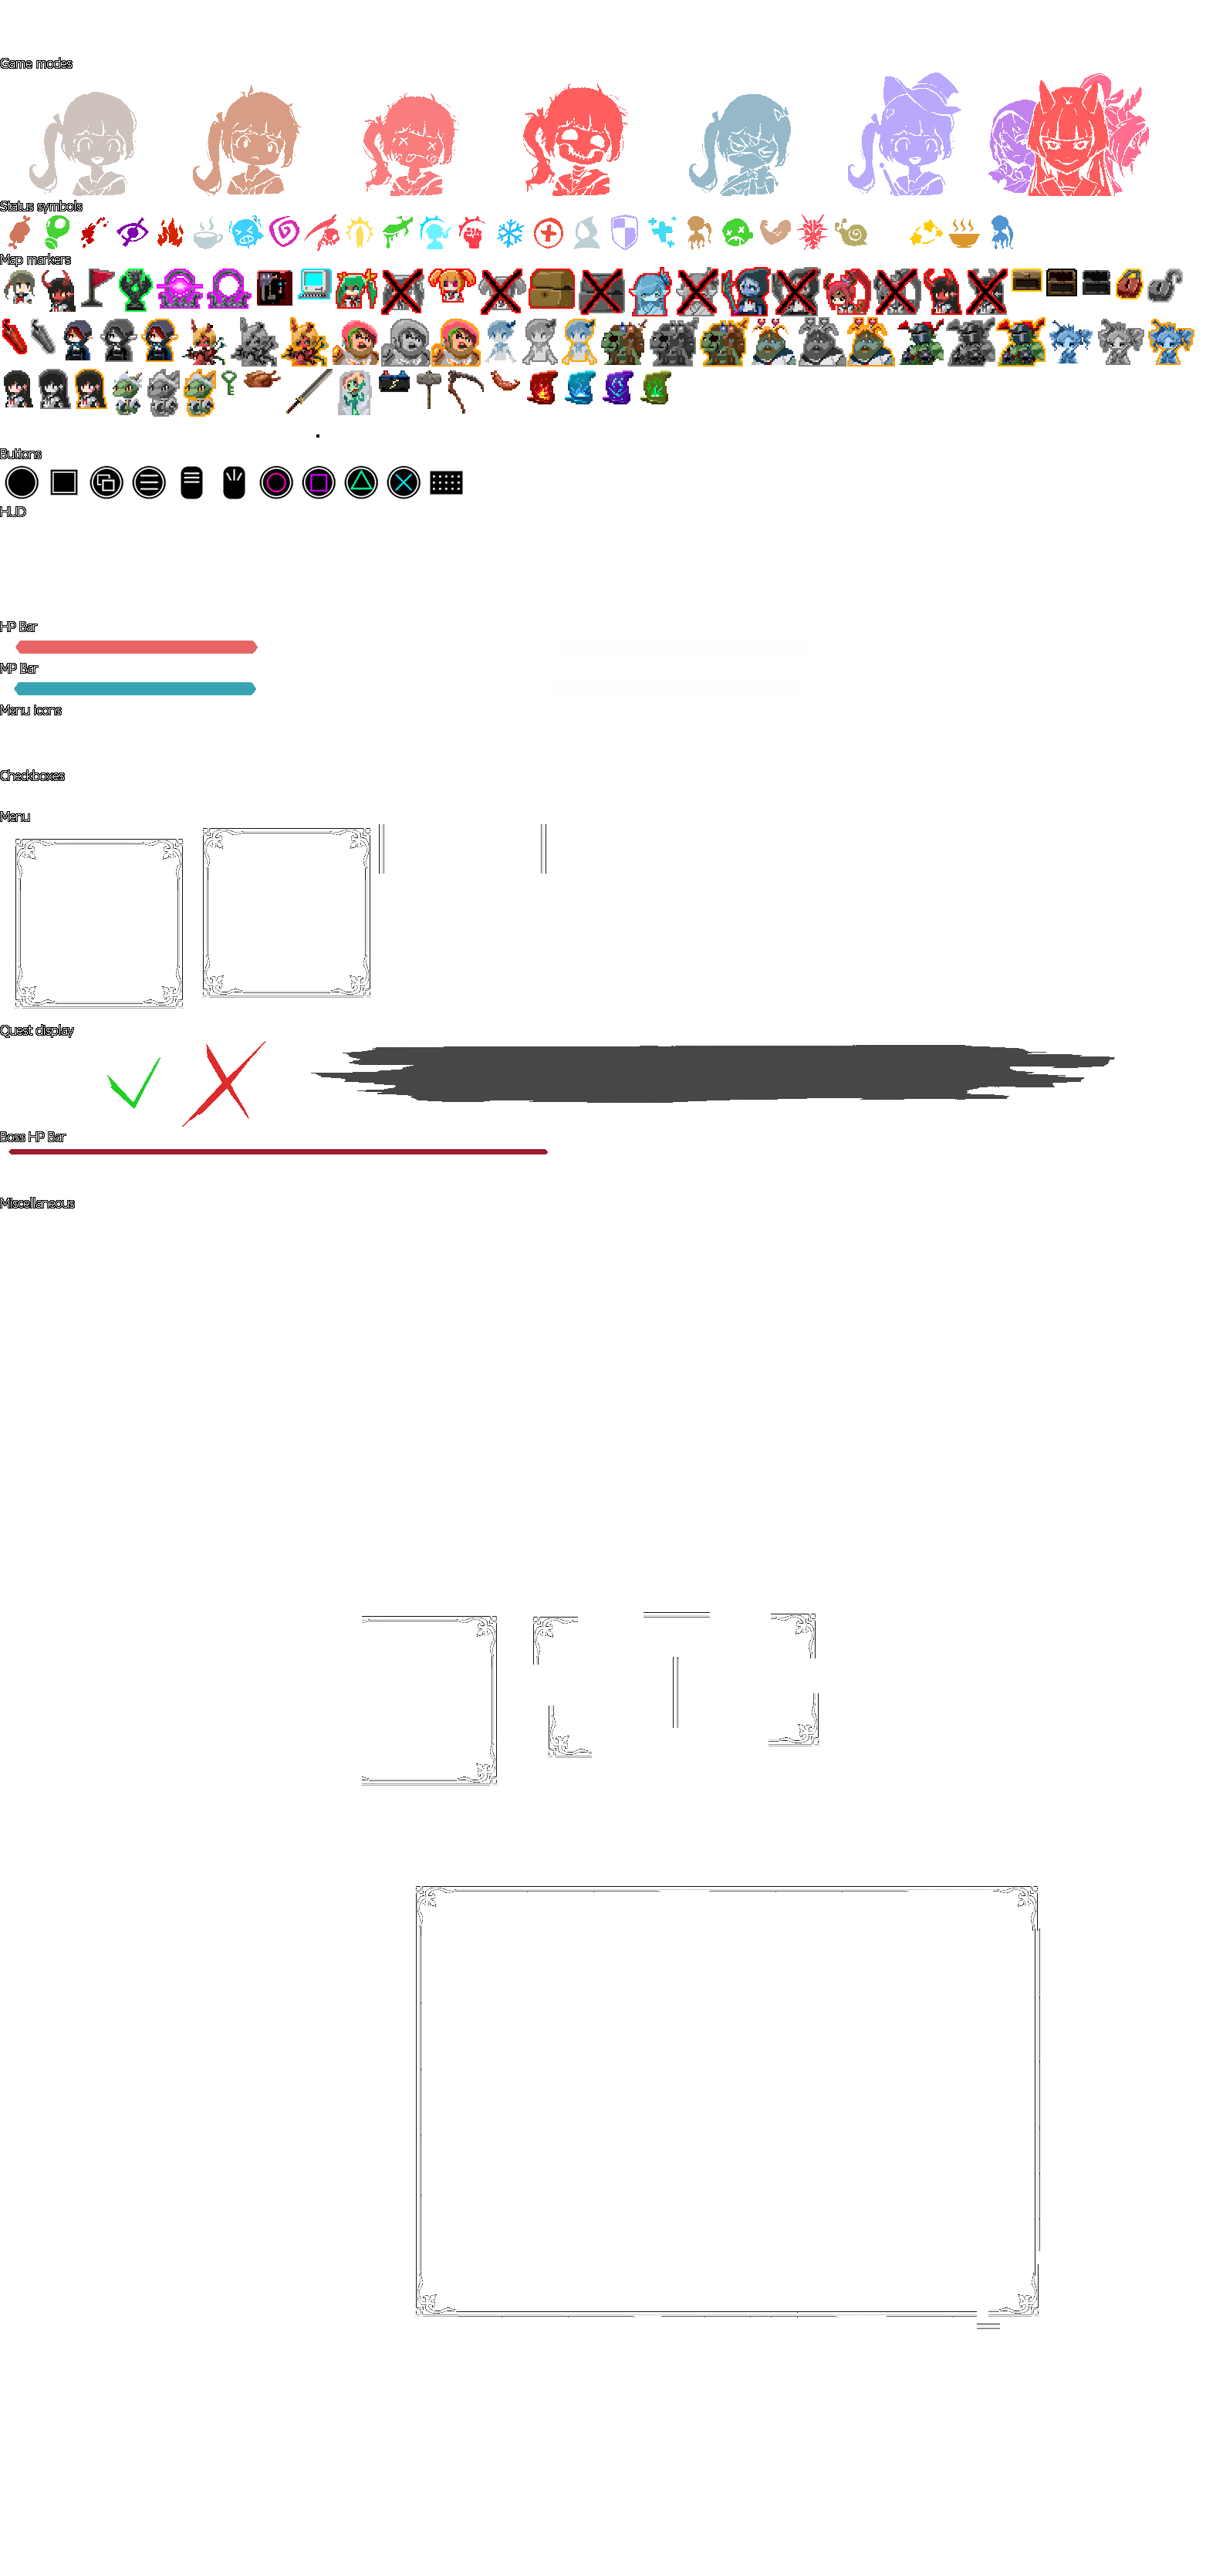 Game modes
Status symbols
Map markers
Buttons
HUD
HP Bar
MP Bar
Menu icons
Checkboxes
Menu
Quest display
Boss HP Bar
Miscellaneous